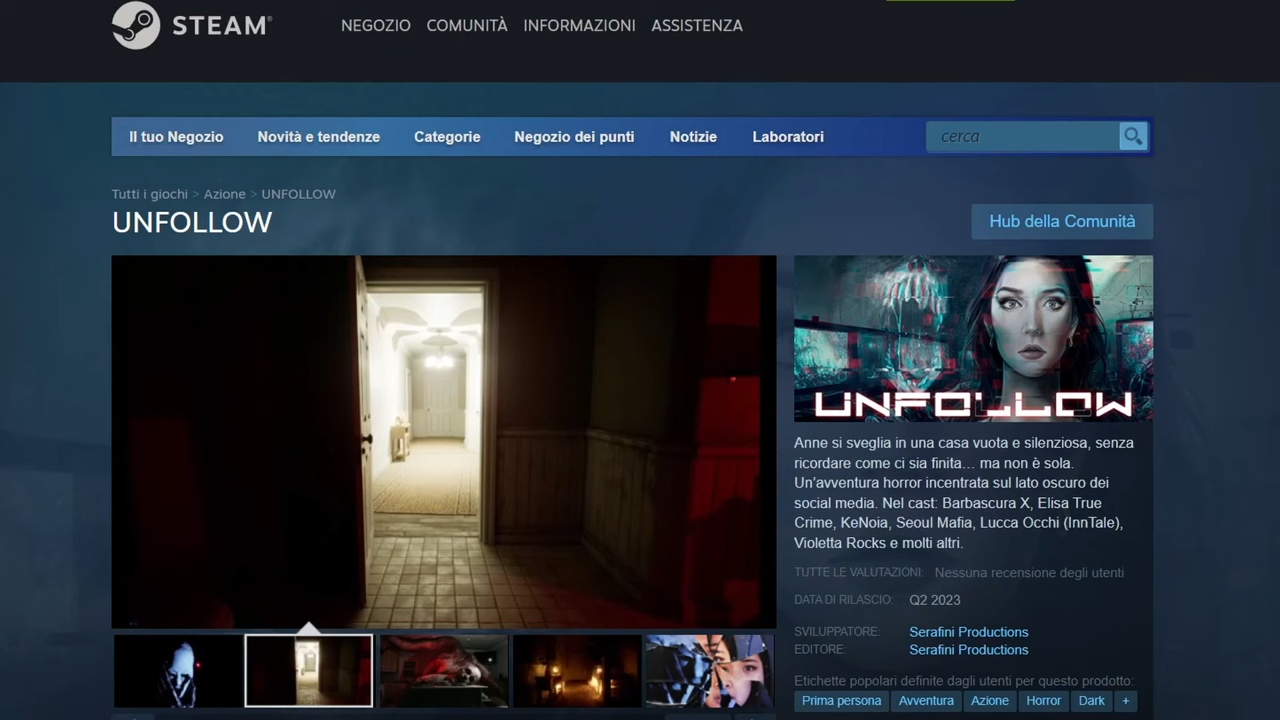 STEAM®
NEGOZIO COMUNITÀ INFORMAZIONI ASSISTENZA
Il tuo Negozio Novità e tendenze Categorie Negozio dei punti Notizie Laboratori cerca
Tutti i giochi > Azione > UNFOLLOW
UNFOLLOW
Hub della Comunità
UNFOLLOW
Anne si sveglia in una casa vuota e silenziosa, senza
ricordare come ci sia finita… ma non è sola.
Un'avventura horror incentrata sul lato oscuro dei
social media. Nel cast: Barbascura X, Elisa True
Crime, KeNoia, Seoul Mafia, Lucca Occhi (InnTale),
Violetta Rocks e molti altri.
TUTTE LE VALUTAZIONI: Nessuna recensione degli utenti
DATA DI RILASCIO: Q2 2023
SVILUPPATORE: Serafini Productions
EDITORE: Serafini Productions
Etichette popolari definite dagli utenti per questo prodotto:
Prima persona Avventura Azione Horror Dark +